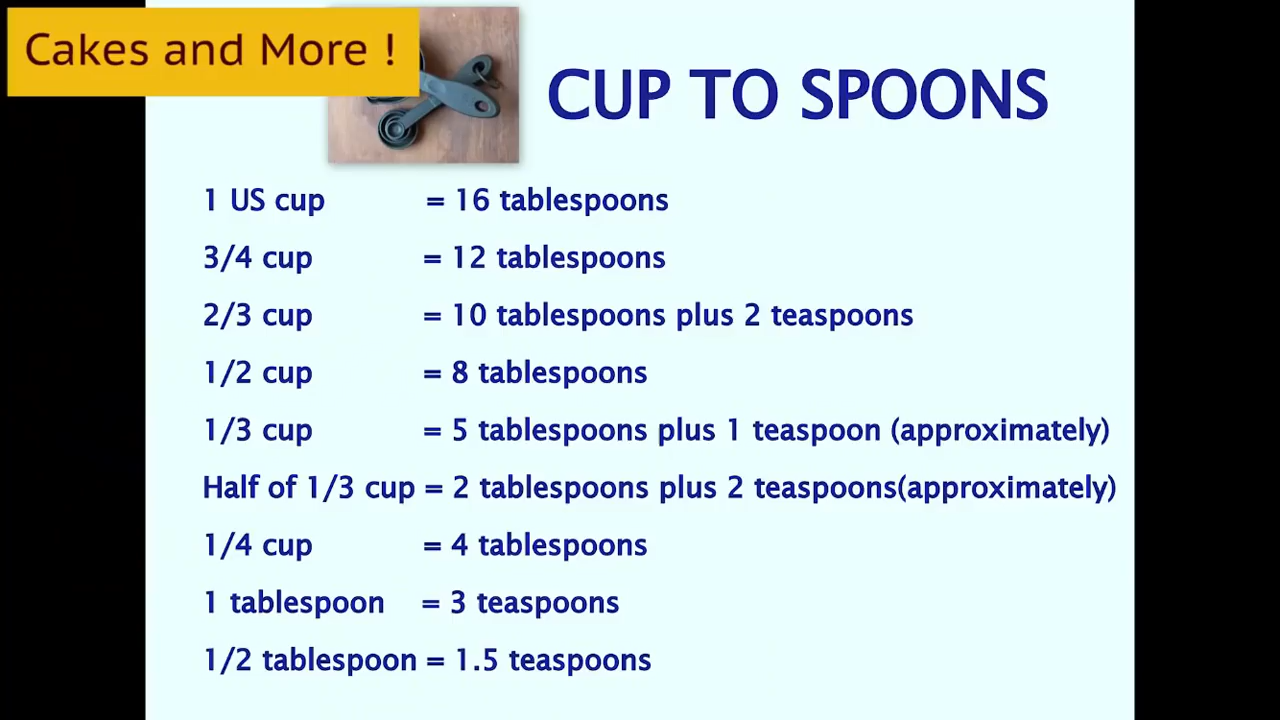 Cakes and More !
CUP TO SPOONS
1 US cup = 16 tablespoons
3/4 cup = 12 tablespoons
2/3 cup = 10 tablespoons plus 2 teaspoons
1/2 cup = 8 tablespoons
1/3 cup = 5 tablespoons plus 1 teaspoon (approximately)
Half of 1/3 cup = 2 tablespoons plus 2 teaspoons(approximately)
1/4 cup = 4 tablespoons
1 tablespoon = 3 teaspoons
1/2 tablespoon = 1.5 teaspoons